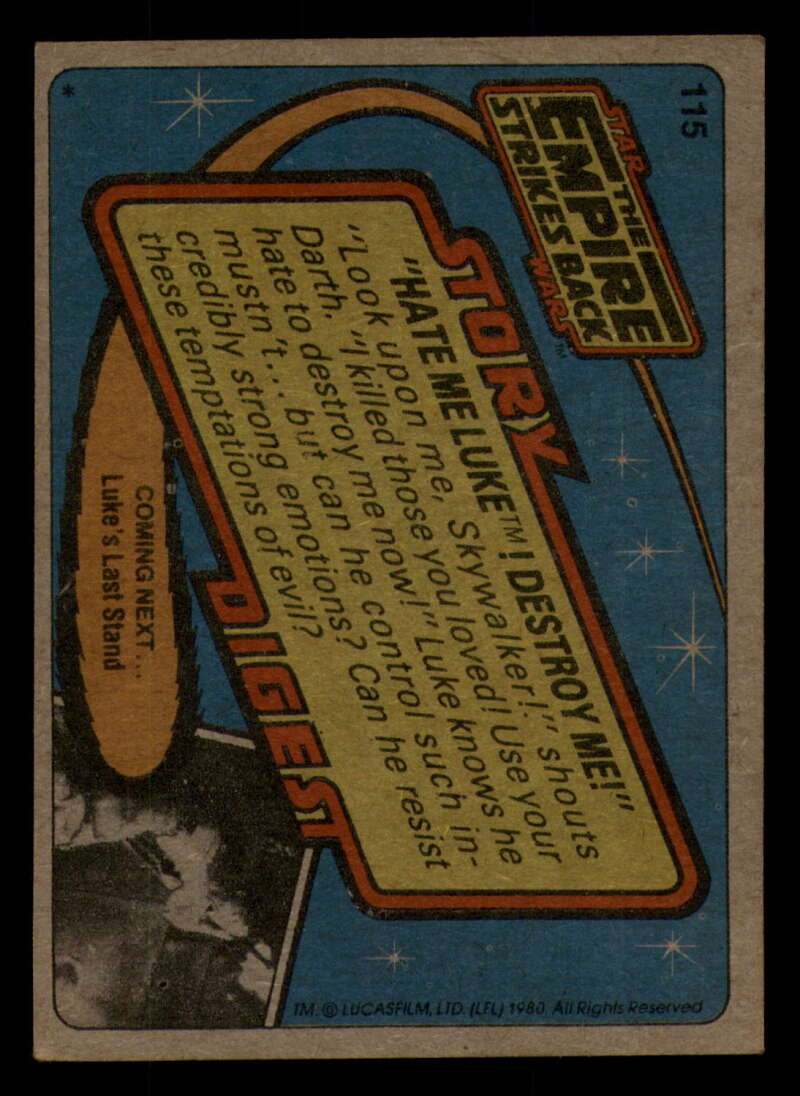 115
STAR
THE
EMPIRE
STRIKES BACK
WARS™
STORY
"HATE ME LUKE™! DESTROY ME!"
"Look upon me, Skywalker!" shouts
Darth. "I killed those you loved! Use your
hate to destroy me now!" Luke knows he
mustn't... but can he control such in-
credibly strong emotions? Can he resist
these temptations of evil?
DIGEST
COMING NEXT...
Luke's Last Stand
*
TM. © LUCASFILM, LTD. (LFL) 1980, All Rights Reserved